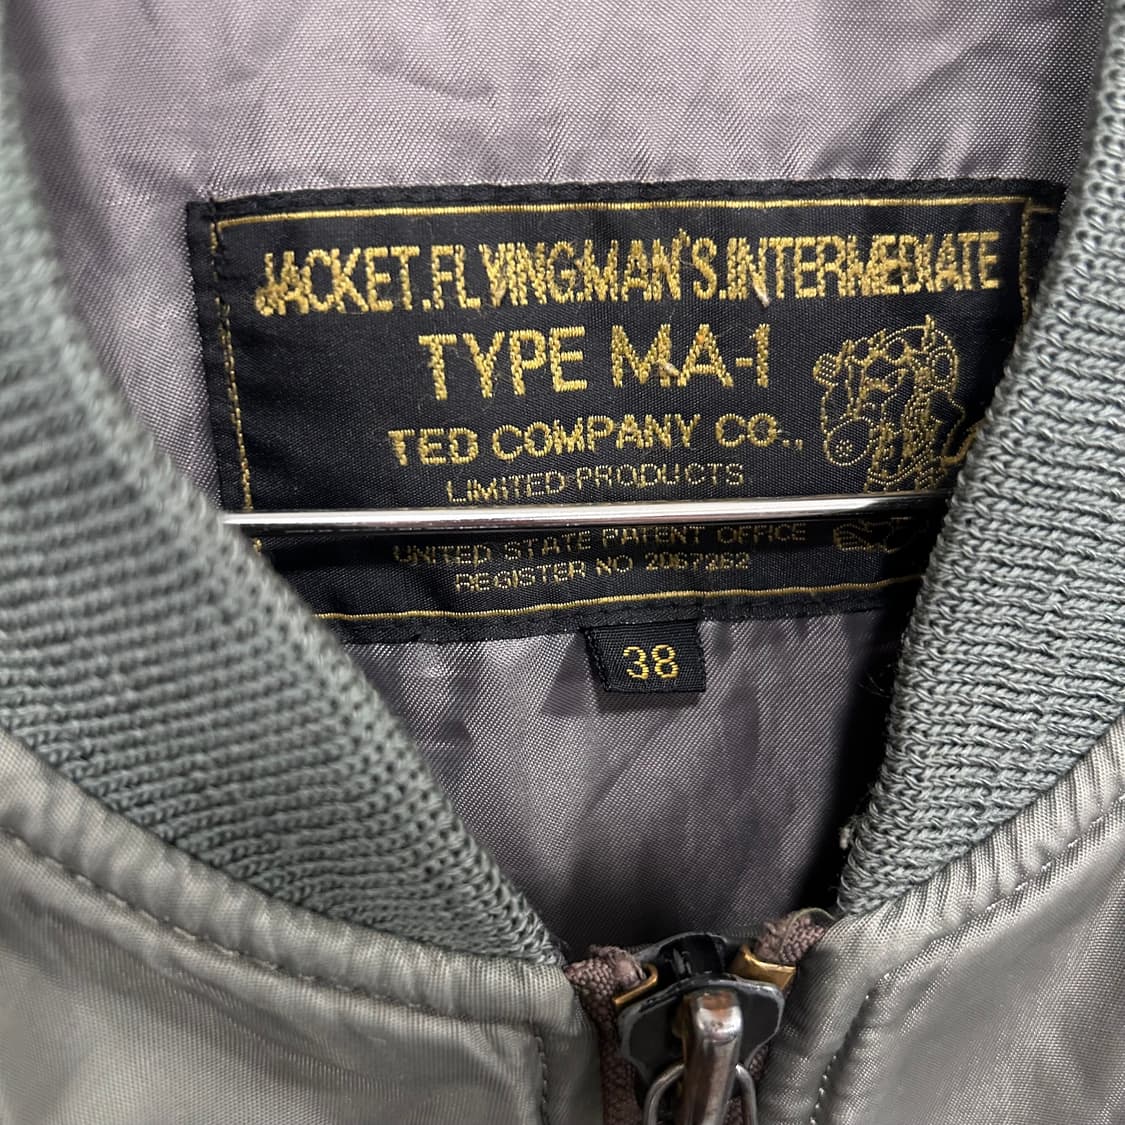 JACKET.FLYING.MAN'S.INTERMEDIATE
TYPE MA-1
TED COMPANY CO.,
LIMITED PRODUCTS
UNITED STATE PATENT OFFICE
REGISTER NO 2067262
38